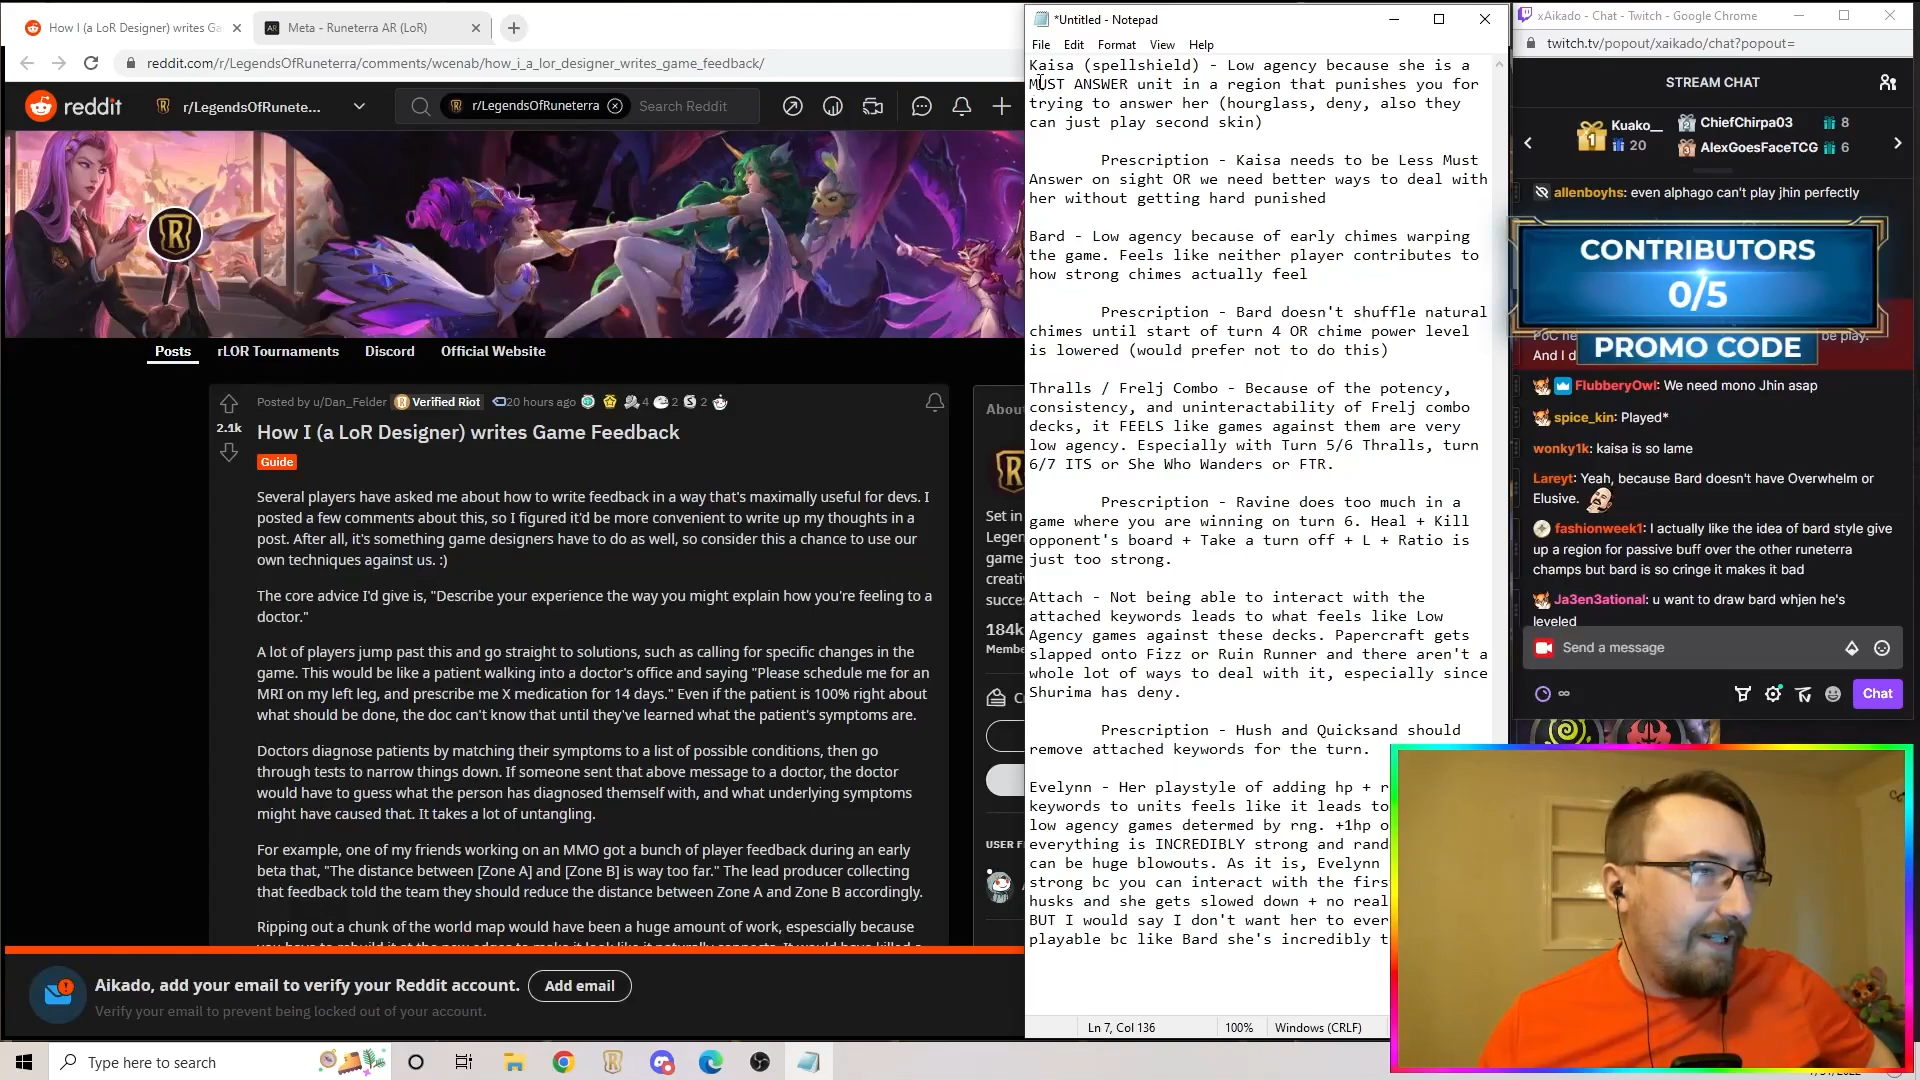 How I (a LoR Designer) writes Ga
Meta - Runeterra AR (LoR)
reddit.com/r/LegendsOfRuneterra/comments/wcenab/how_i_a_lor_designer_writes_game_feedback/
reddit
r/LegendsOfRunete...
r/LegendsOfRuneterra
Search Reddit
Posts
rLOR Tournaments
Discord
Official Website
2.1k
Posted by u/Dan_Felder
Verified Riot
20 hours ago
4
2
2
How I (a LoR Designer) writes Game Feedback
Guide
Several players have asked me about how to write feedback in a way that's maximally useful for devs. I
posted a few comments about this, so I figured it'd be more convenient to write up my thoughts in a
post. After all, it's something game designers have to do as well, so consider this a chance to use our
own techniques against us. :)
The core advice I'd give is, "Describe your experience the way you might explain how you're feeling to a
doctor."
A lot of players jump past this and go straight to solutions, such as calling for specific changes in the
game. This would be like a patient walking into a doctor's office and saying "Please schedule me for an
MRI on my left leg, and prescribe me X medication for 14 days." Even if the patient is 100% right about
what should be done, the doc can't know that until they've learned what the patient's symptoms are.
Doctors diagnose patients by matching their symptoms to a list of possible conditions, then go
through tests to narrow things down. If someone sent that above message to a doctor, the doctor
would have to guess what the person has diagnosed themself with, and what underlying symptoms
might have caused that. It takes a lot of untangling.
For example, one of my friends working on an MMO got a bunch of player feedback during an early
beta that, "The distance between [Zone A] and [Zone B] is way too far." The lead producer collecting
that feedback told the team they should reduce the distance between Zone A and Zone B accordingly.
Ripping out a chunk of the world map would have been a huge amount of work, especially because
Abou
Set in
Legen
game
creativ
succes
184k
Membe
USER F
Aikado, add your email to verify your Reddit account.
Add email
Verify your email to prevent being locked out of your account.
Type here to search
*Untitled - Notepad
File
Edit
Format
View
Help
Kaisa (spellshield) - Low agency because she is a
MUST ANSWER unit in a region that punishes you for
trying to answer her (hourglass, deny, also they
can just play second skin)
Prescription - Kaisa needs to be Less Must
Answer on sight OR we need better ways to deal with
her without getting hard punished
Bard - Low agency because of early chimes warping
the game. Feels like neither player contributes to
how strong chimes actually feel
Prescription - Bard doesn't shuffle natural
chimes until start of turn 4 OR chime power level
is lowered (would prefer not to do this)
Thralls / Frelj Combo - Because of the potency,
consistency, and uninteractability of Frelj combo
decks, it FEELS like games against them are very
low agency. Especially with Turn 5/6 Thralls, turn
6/7 ITS or She Who Wanders or FTR.
Prescription - Ravine does too much in a
game where you are winning on turn 6. Heal + Kill
opponent's board + Take a turn off + L + Ratio is
just too strong.
Attach - Not being able to interact with the
attached keywords leads to what feels like Low
Agency games against these decks. Papercraft gets
slapped onto Fizz or Ruin Runner and there aren't a
whole lot of ways to deal with it, especially since
Shurima has deny.
Prescription - Hush and Quicksand should
remove attached keywords for the turn.
Evelynn - Her playstyle of adding hp + r
keywords to units feels like it leads to
low agency games determed by rng. +1hp o
everything is INCREDIBLY strong and rand
can be huge blowouts. As it is, Evelynn
strong bc you can interact with the firs
husks and she gets slowed down + no real
BUT I would say I don't want her to ever
playable bc like Bard she's incredibly t
Ln 7, Col 136
100%
Windows (CRLF)
xAikado - Chat - Twitch - Google Chrome
twitch.tv/popout/xaikado/chat?popout=
STREAM CHAT
1
Kuako__
20
2
ChiefChirpa03
8
3
AlexGoesFaceTCG
6
allenboyhs: even alphago can't play jhin perfectly
CONTRIBUTORS
0/5
PROMO CODE
PoC ne
be play.
And I d
FlubberyOwl: We need mono Jhin asap
spice_kin: Played*
wonky1k: kaisa is so lame
Lareyt: Yeah, because Bard doesn't have Overwhelm or
Elusive.
fashionweek1: I actually like the idea of bard style give
up a region for passive buff over the other runeterra
champs but bard is so cringe it makes it bad
Ja3en3ational: u want to draw bard whjen he's
leveled
Send a message
∞
Chat